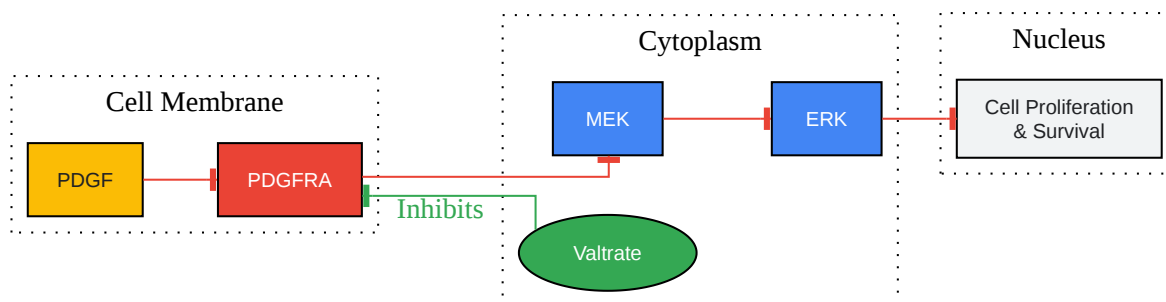 Cell Membrane
PDGF
PDGFRA
Inhibits
Cytoplasm
MEK
ERK
Valtrate
Nucleus
Cell Proliferation
& Survival